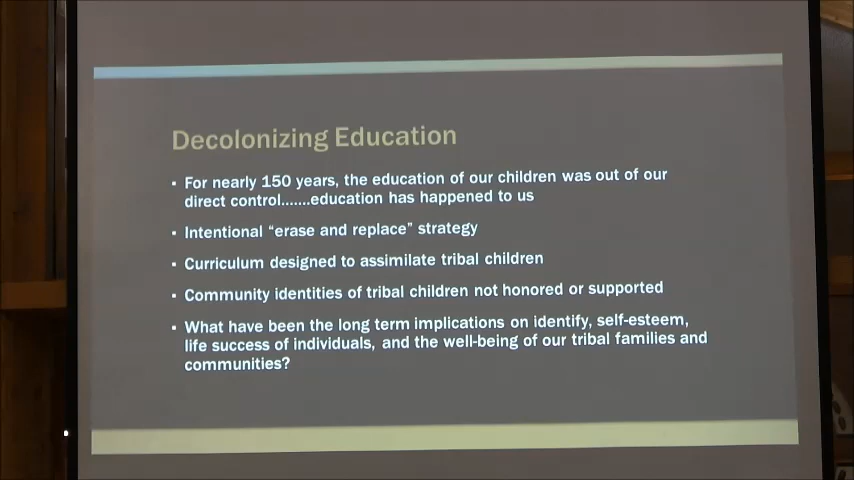 Decolonizing Education
▪ For nearly 150 years, the education of our children was out of our
direct control.......education has happened to us
▪ Intentional “erase and replace” strategy
▪ Curriculum designed to assimilate tribal children
▪ Community identities of tribal children not honored or supported
▪ What have been the long term implications on identify, self-esteem,
life success of individuals, and the well-being of our tribal families and
communities?